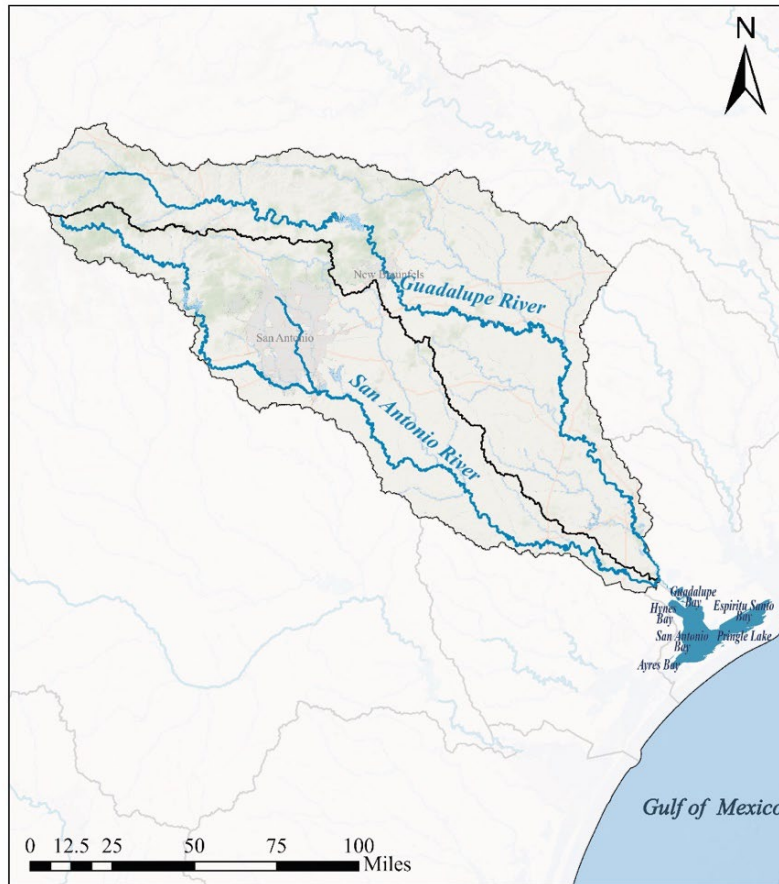 N
New Braunfels
Guadalupe River
San Antonio
San Antonio River
Guadalupe
Bay
Hynes
Bay
Espiritu Santo
Bay
San Antonio
Bay
Pringle Lake
Ayres Bay
Gulf of Mexico
0 12.5 25 50 75 100
Miles